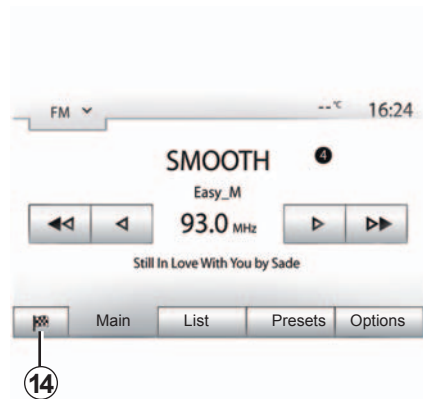 FM --°C 16:24
SMOOTH 4
Easy_M
93.0 MHz
Still In Love With You by Sade
Main List Presets Options
14